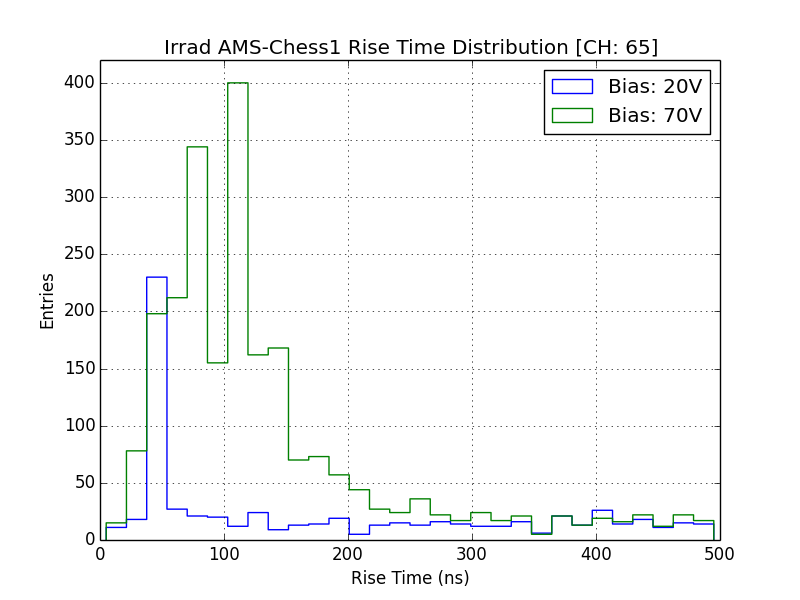 Irrad AMS-Chess1 Rise Time Distribution [CH: 65]
Bias: 20V
Bias: 70V
400
350
300
250
200
150
100
50
0
Entries
0 100 200 300 400 500
Rise Time (ns)